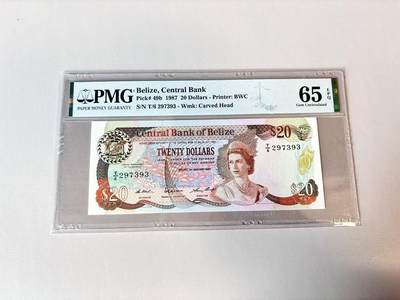 PMG
PAPER MONEY GUARANTY
Belize, Central Bank
Pick# 49b 1987 20 Dollars - Printer: BWC
S/N T/6 297393 - Wmk: Carved Head
65 EPQ
Gem Uncirculated
Central Bank of Belize
$20
T/6 297393
TWENTY DOLLARS
T/6 297393
$20
$20